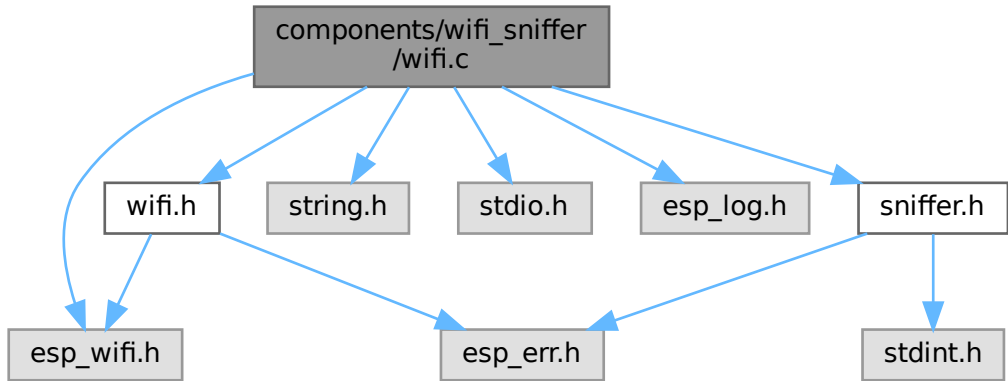 components/wifi_sniffer
/wifi.c
wifi.h
string.h
stdio.h
esp_log.h
sniffer.h
esp_wifi.h
esp_err.h
stdint.h